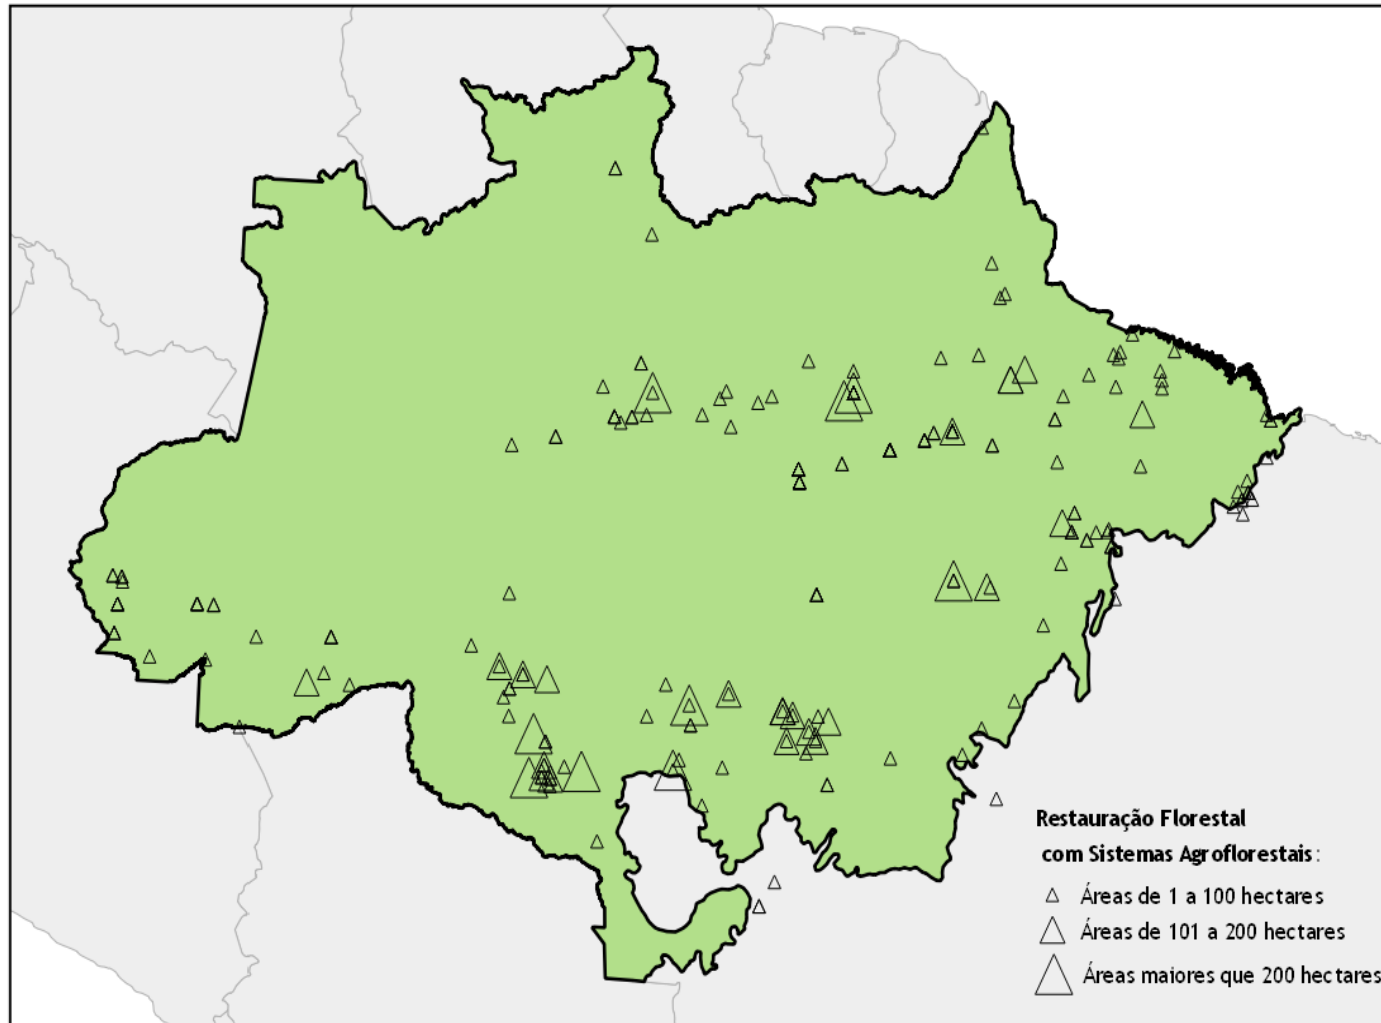 Restauração Florestal
com Sistemas Agroflorestais:
Áreas de 1 a 100 hectares
Áreas de 101 a 200 hectares
Áreas maiores que 200 hectares